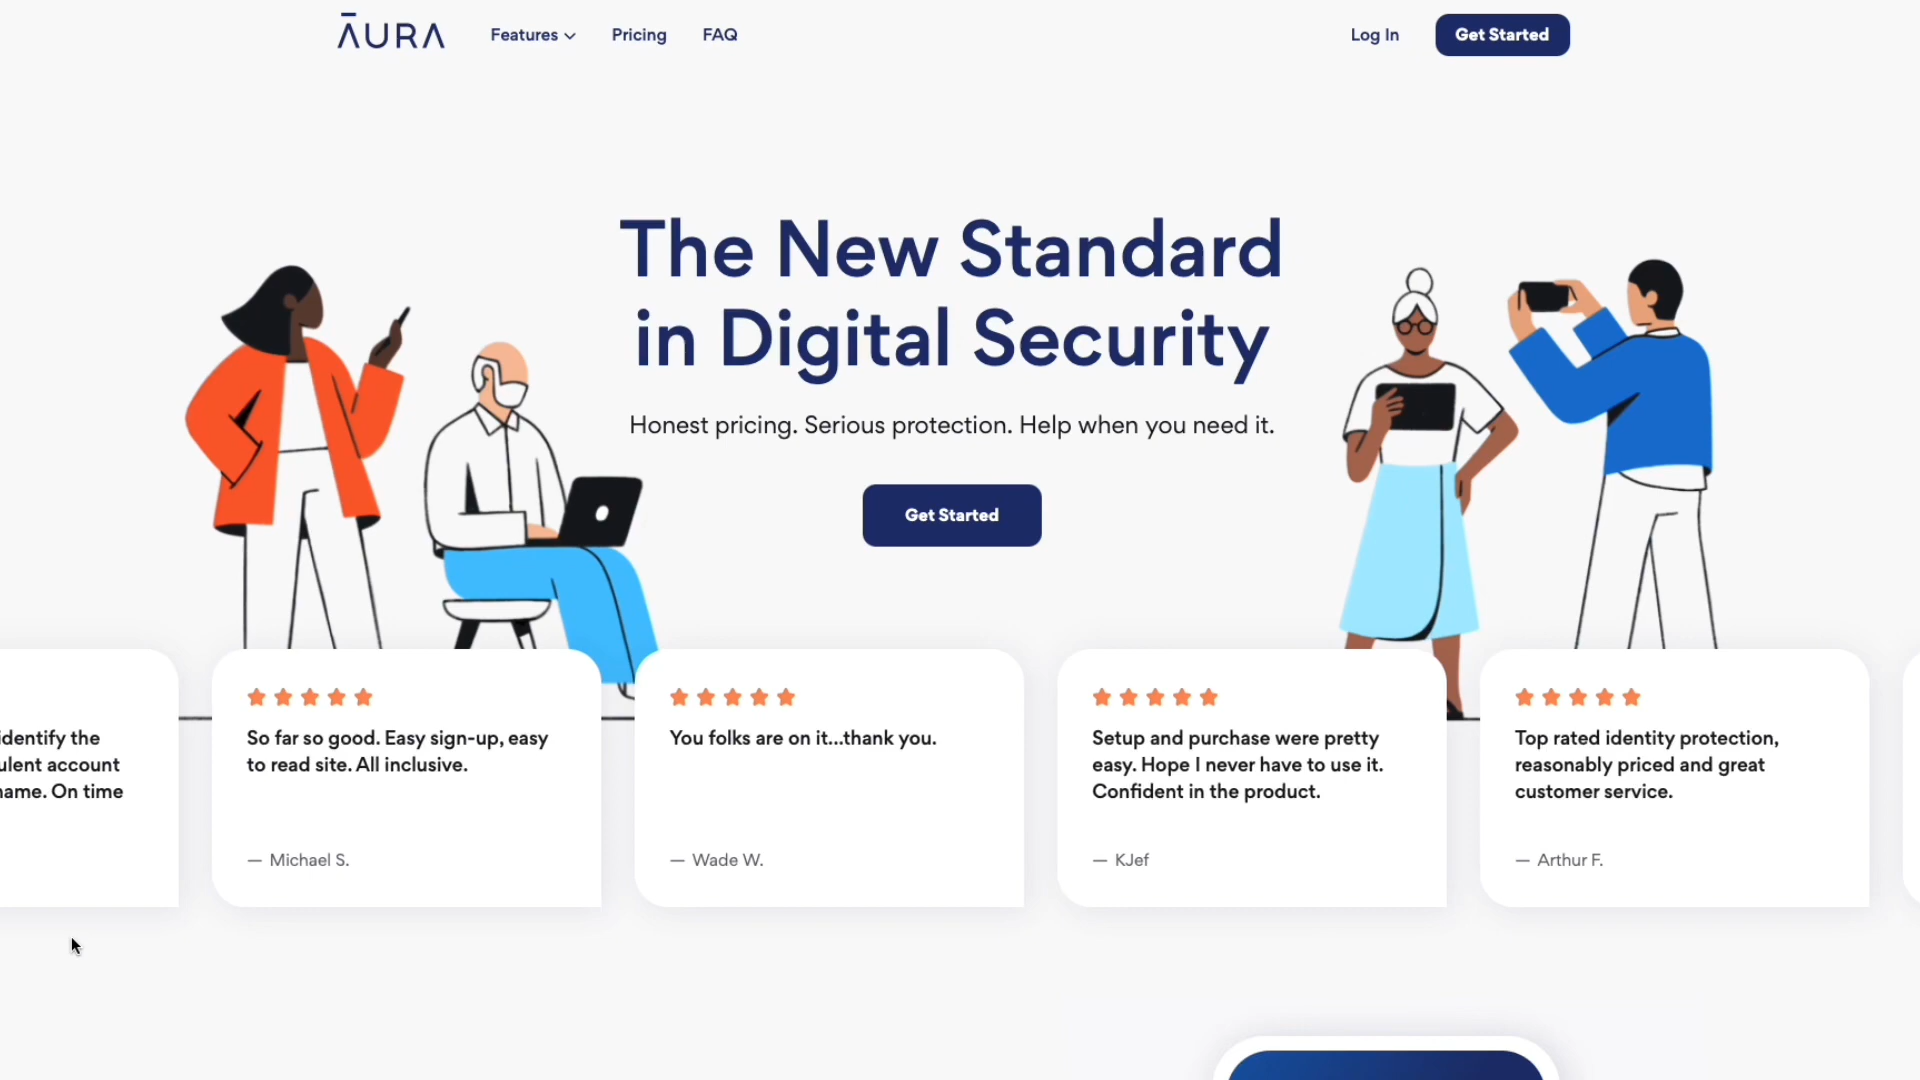 ĀURA
Features
Pricing
FAQ
Log In
Get Started
The New Standard
in Digital Security
Honest pricing. Serious protection. Help when you need it.
Get Started
identify the
account
On time
So far so good. Easy sign-up, easy
to read site. All inclusive.
— Michael S.
You folks are on it...thank you.
— Wade W.
Setup and purchase were pretty
easy. Hope I never have to use it.
Confident in the product.
— KJef
Top rated identity protection,
reasonably priced and great
customer service.
— Arthur F.